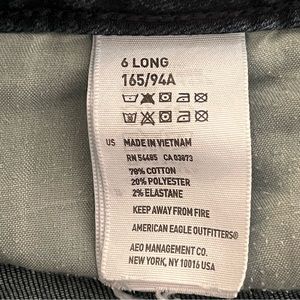 6 LONG
165/94A
US MADE IN VIETNAM
RN 54485 CA 03873
78% COTTON
20% POLYESTER
2% ELASTANE
KEEP AWAY FROM FIRE
AMERICAN EAGLE OUTFITTERS®
AEO MANAGEMENT CO.
NEW YORK, NY 10016 USA